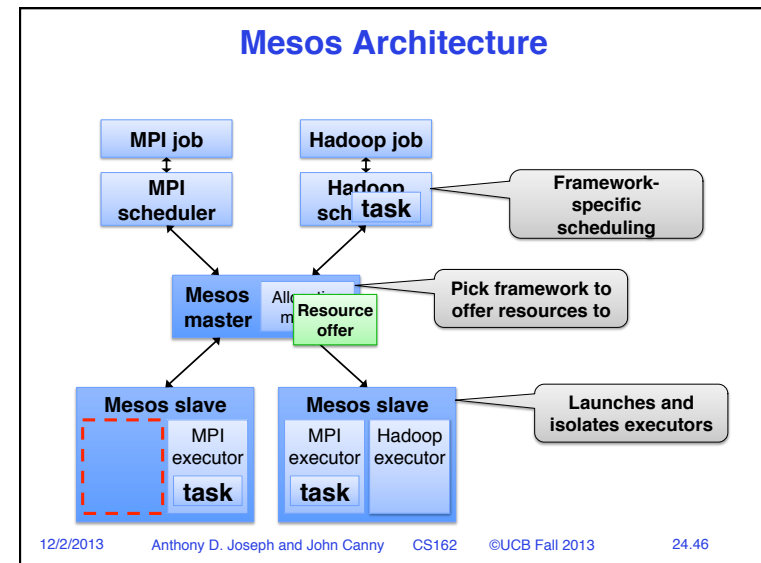 Mesos Architecture
MPI job
Hadoop job
MPI
scheduler
Hadoop
task
Framework-
specific
scheduling
Mesos
master
Resource
offer
Pick framework to
offer resources to
Mesos slave
MPI
executor
task
Mesos slave
MPI
executor
task
Hadoop
executor
Launches and
isolates executors
12/2/2013 Anthony D. Joseph and John Canny CS162 ©UCB Fall 2013 24.46